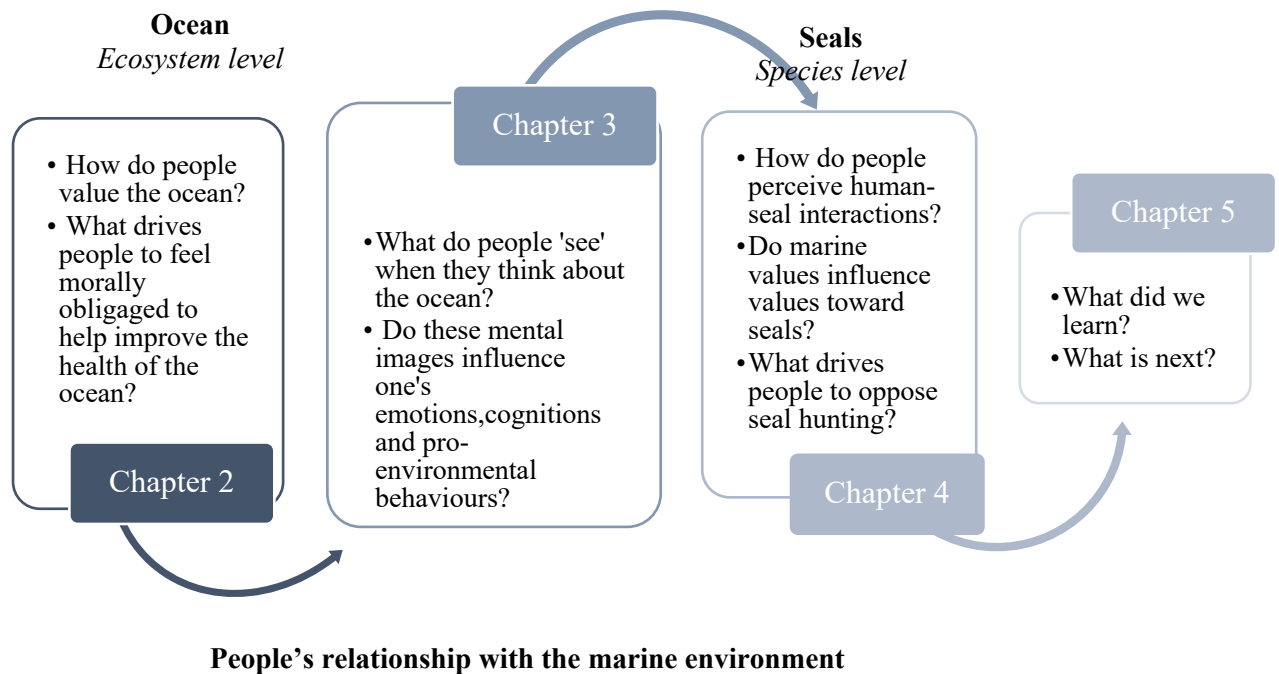 Ocean
Ecosystem level
• How do people
value the ocean?
• What drives
people to feel
morally
obligaged to
help improve the
health of the
ocean?
Chapter 2
Chapter 3
•What do people 'see'
when they think about
the ocean?
• Do these mental
images influence
one's
emotions,cognitions
and pro-
environmental
behaviours?
Seals
Species level
• How do people
perceive human-
seal interactions?
•Do marine
values influence
values toward
seals?
•What drives
people to oppose
seal hunting?
Chapter 4
Chapter 5
•What did we
learn?
•What is next?
People’s relationship with the marine environment